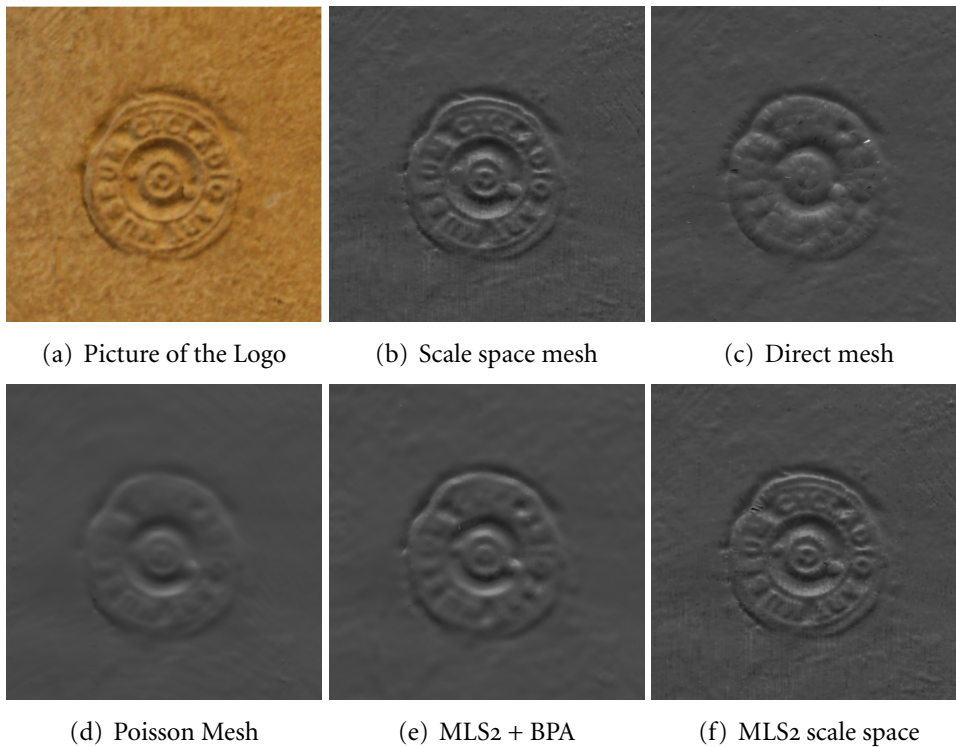 (a) Picture of the Logo
(b) Scale space mesh
(c) Direct mesh
(d) Poisson Mesh
(e) MLS2 + BPA
(f) MLS2 scale space